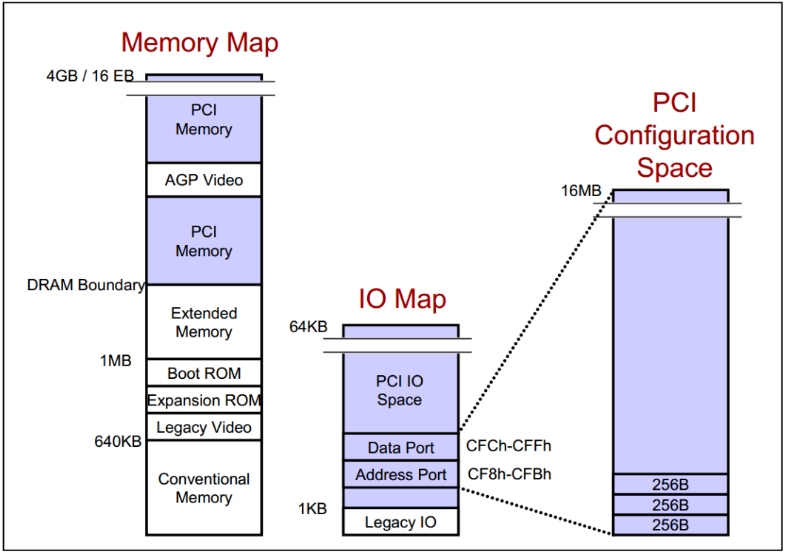 Memory Map
4GB / 16 EB
PCI
Memory
AGP Video
PCI
Memory
DRAM Boundary
Extended
Memory
1MB
Boot ROM
Expansion ROM
Legacy Video
640KB
Conventional
Memory
IO Map
64KB
PCI IO
Space
Data Port
CFCh-CFFh
Address Port
CF8h-CFBh
1KB
Legacy IO
PCI
Configuration
Space
16MB
256B
256B
256B